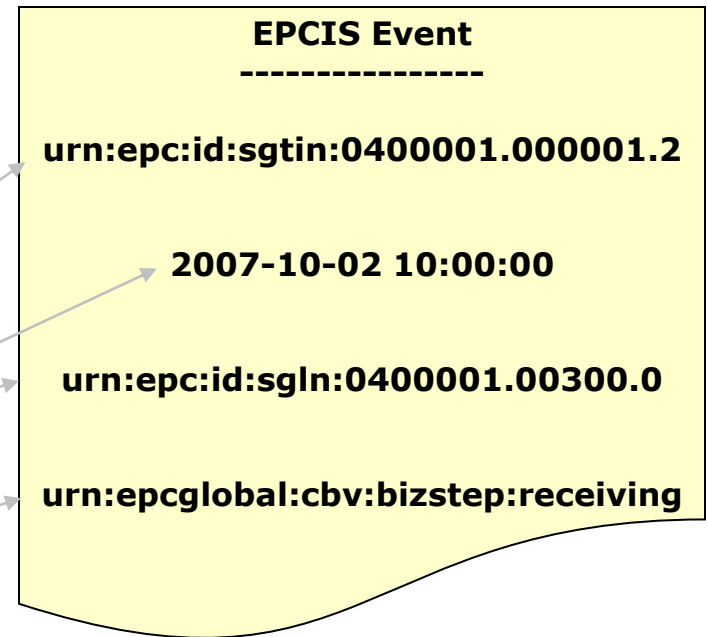 EPCIS Event
----------------
urn:epc:id:sgtin:0400001.000001.2
2007-10-02 10:00:00
urn:epc:id:sgln:0400001.00300.0
urn:epcglobal:cbv:bizstep:receiving